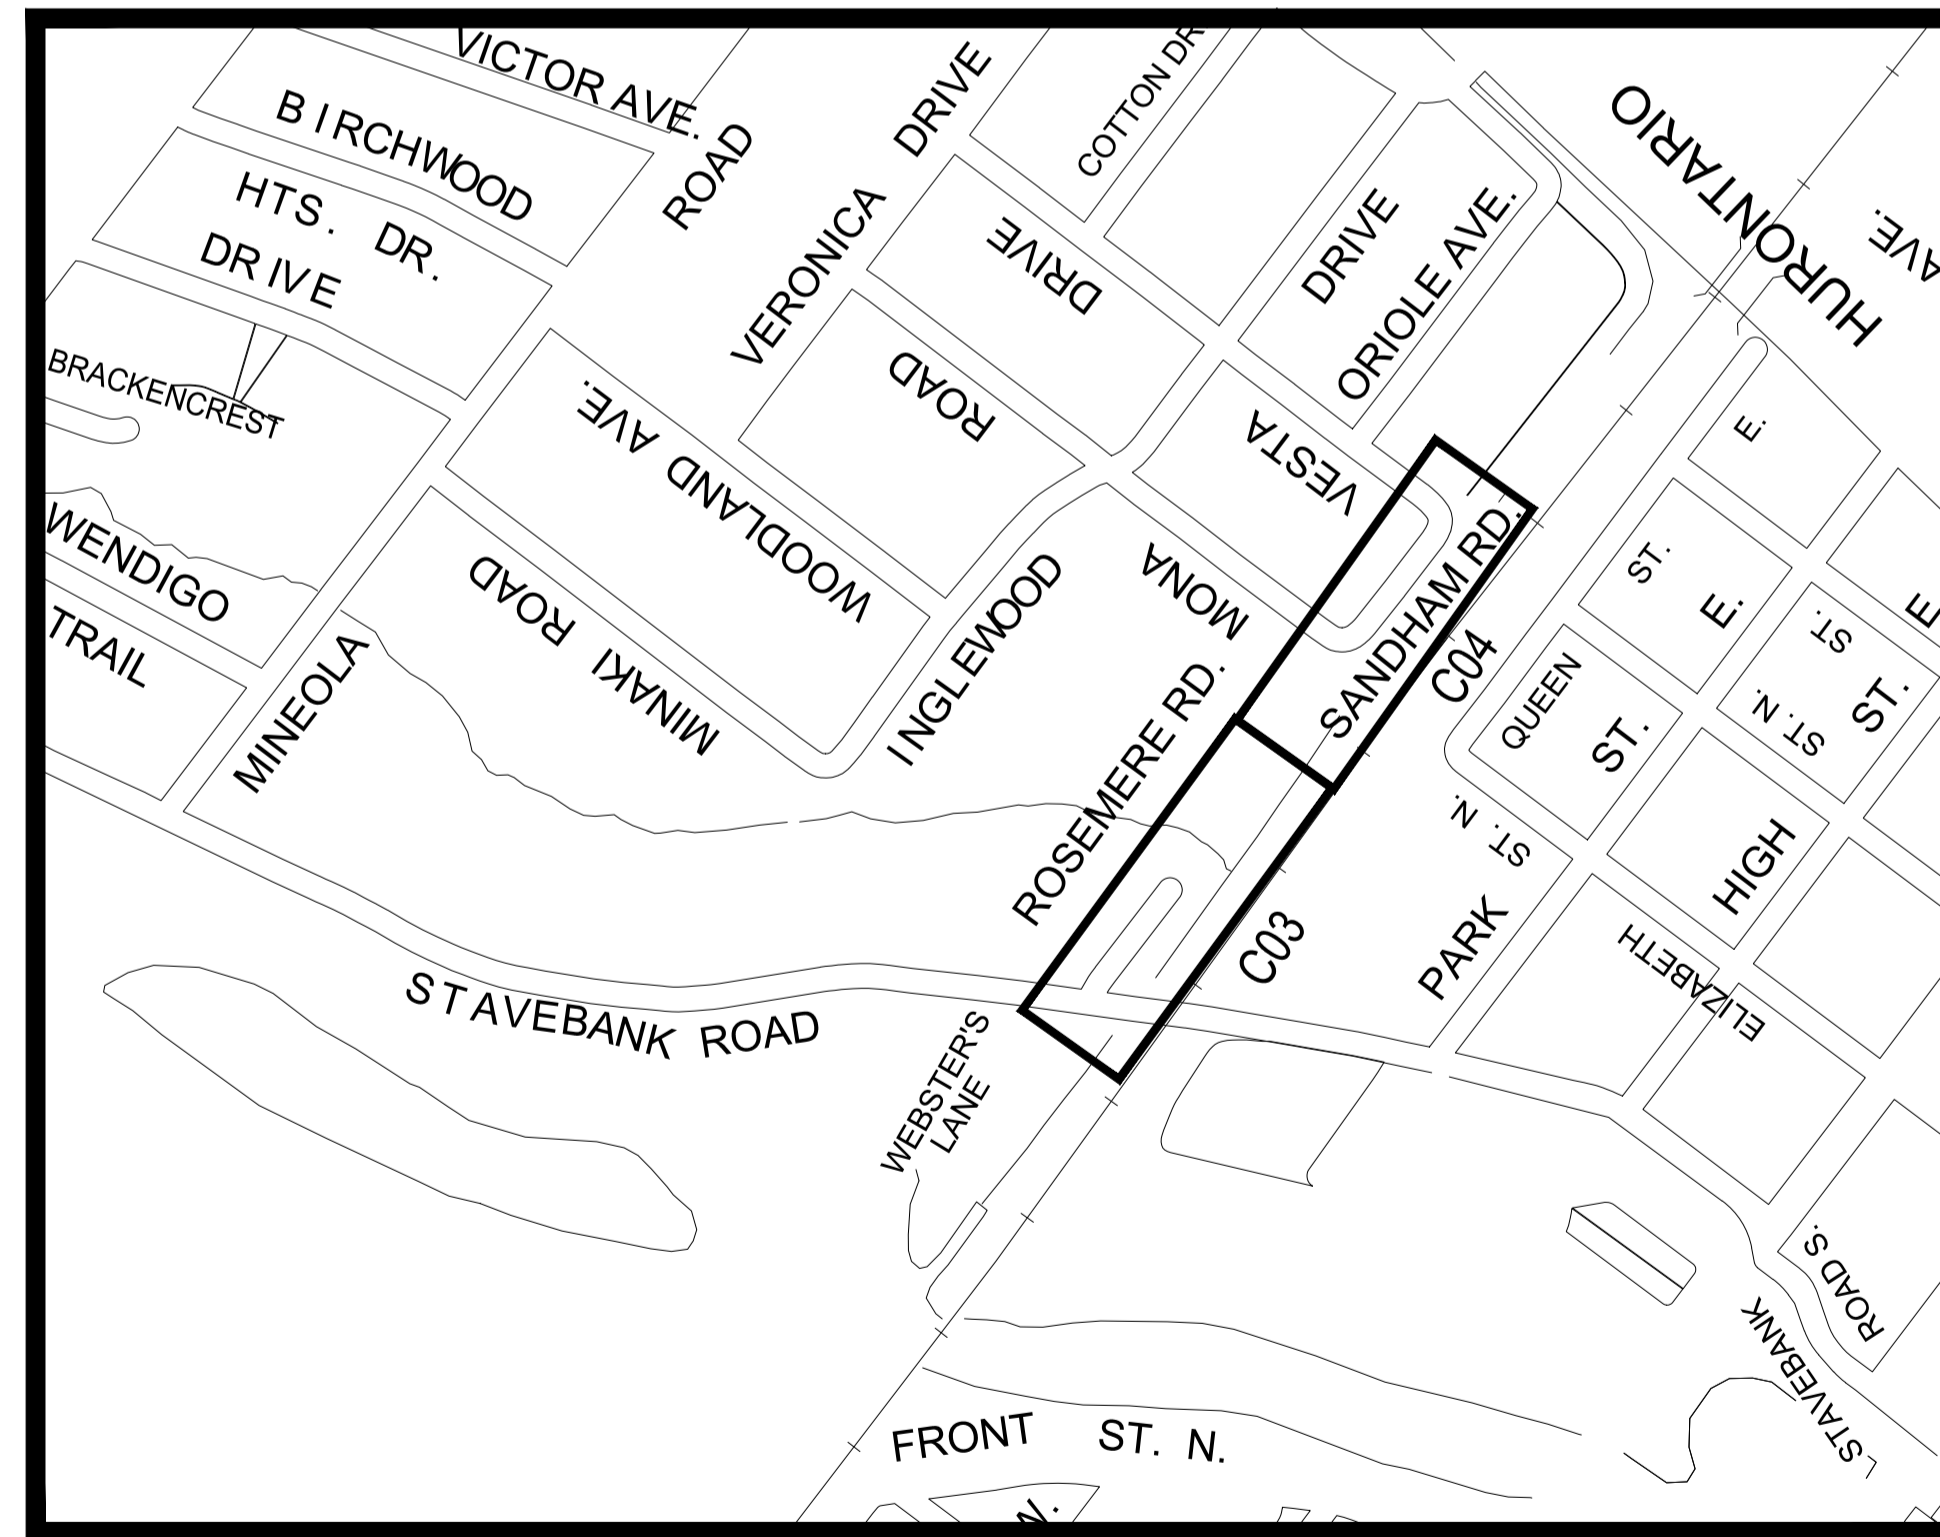 VICTOR AVE.
BIRCHWOOD
HTS. DR.
DRIVE
ROAD
VERONICA
DRIVE
COTTON DR
DRIVE
DRIVE
ORIOLE AVE.
HURONTARIO
AVE.
BRACKENCREST
WENDIGO
TRAIL
MINEOLA
WOODLAND AVE.
ROAD
MINAKI ROAD
INGLEWOOD
VESTA
MONA
ROSEMERE RD.
SANDHAM RD.
C04
C03
E.
ST.
E.
QUEEN
ST.
ST.
ST. N.
ST.
E
ST. N.
HIGH
PARK
ELIZABETH
STAVEBANK ROAD
WEBSTER'S
LANE
ROAD S.
STAVEBANK
FRONT ST. N.
W.